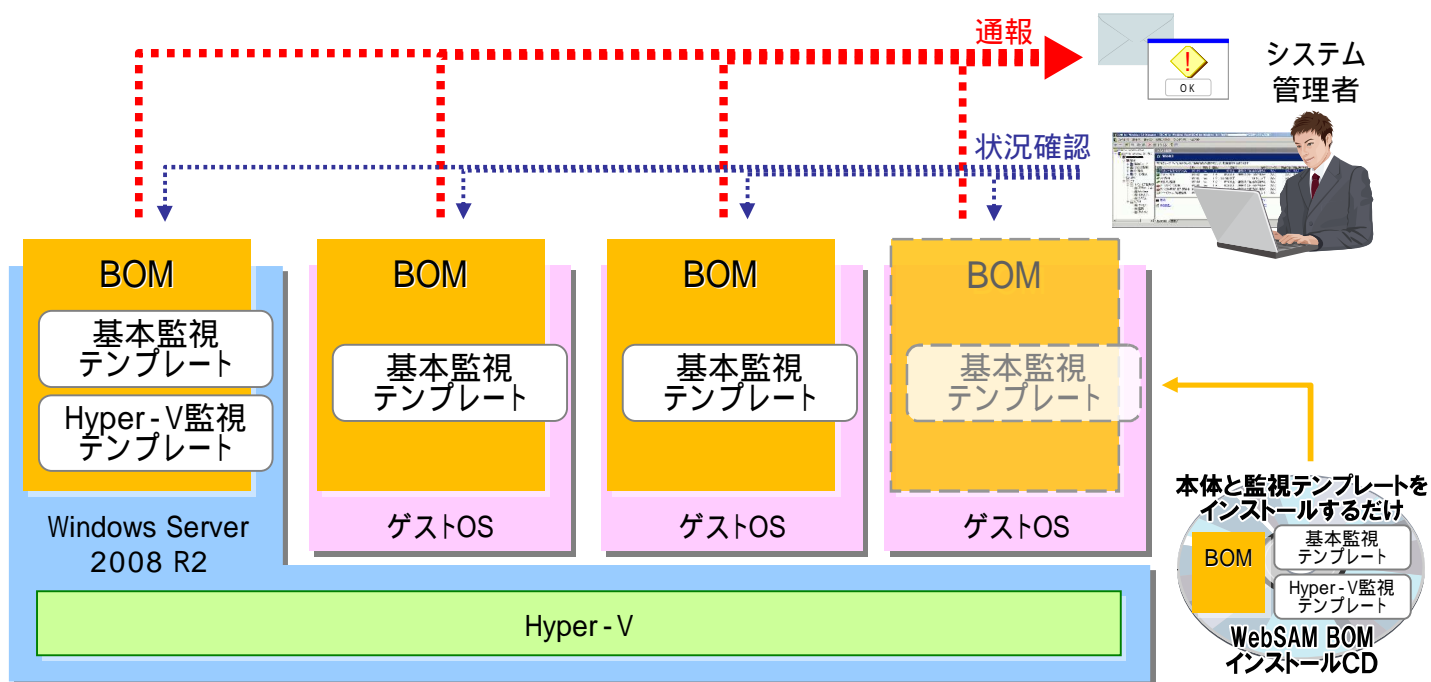 通報
システム
管理者
OK
状況確認
BOM
基本監視
テンプレート
Hyper-V監視
テンプレート
Windows Server
2008 R2
BOM
基本監視
テンプレート
ゲストOS
BOM
基本監視
テンプレート
ゲストOS
BOM
基本監視
テンプレート
ゲストOS
Hyper-V
本体と監視テンプレートを
インストールするだけ
BOM
基本監視
テンプレート
Hyper-V監視
テンプレート
WebSAM BOM
インストールCD